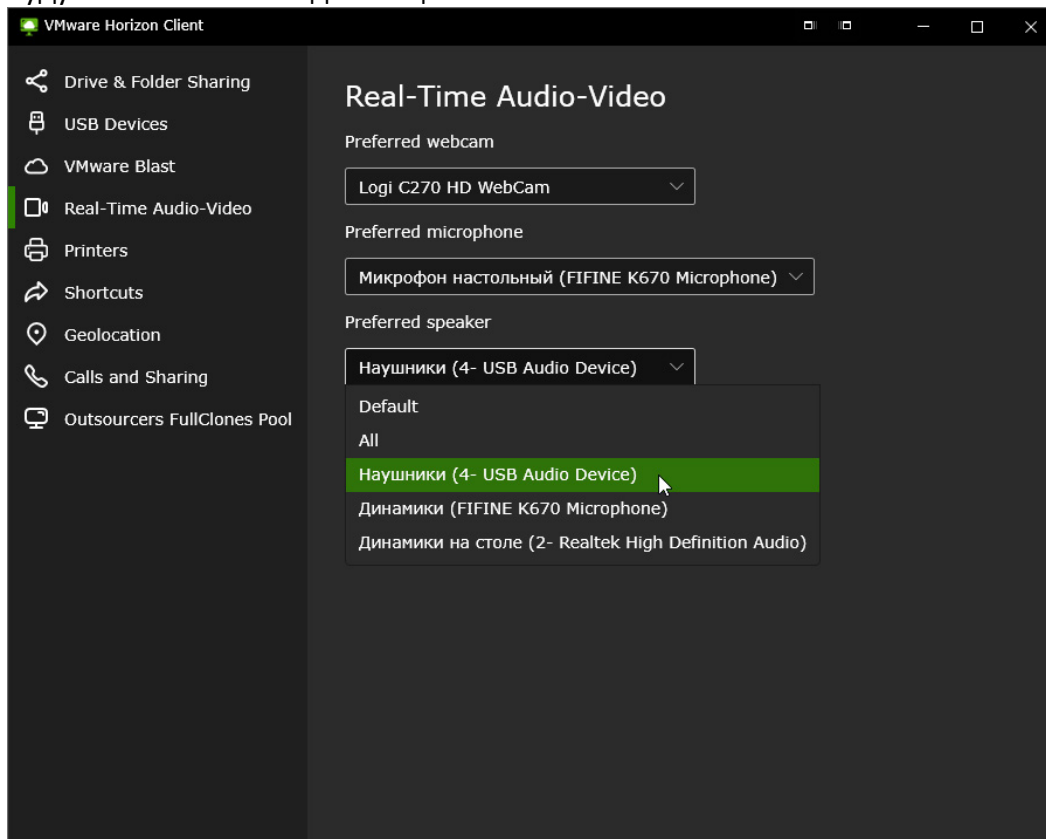 VMware Horizon Client
Drive & Folder Sharing
USB Devices
VMware Blast
Real-Time Audio-Video
Printers
Shortcuts
Geolocation
Calls and Sharing
Outsourcers FullClones Pool
Real-Time Audio-Video
Preferred webcam
Logi C270 HD WebCam
Preferred microphone
Микрофон настольный (FIFINE K670 Microphone)
Preferred speaker
Наушники (4- USB Audio Device)
Default
All
Наушники (4- USB Audio Device)
Динамики (FIFINE K670 Microphone)
Динамики на столе (2- Realtek High Definition Audio)